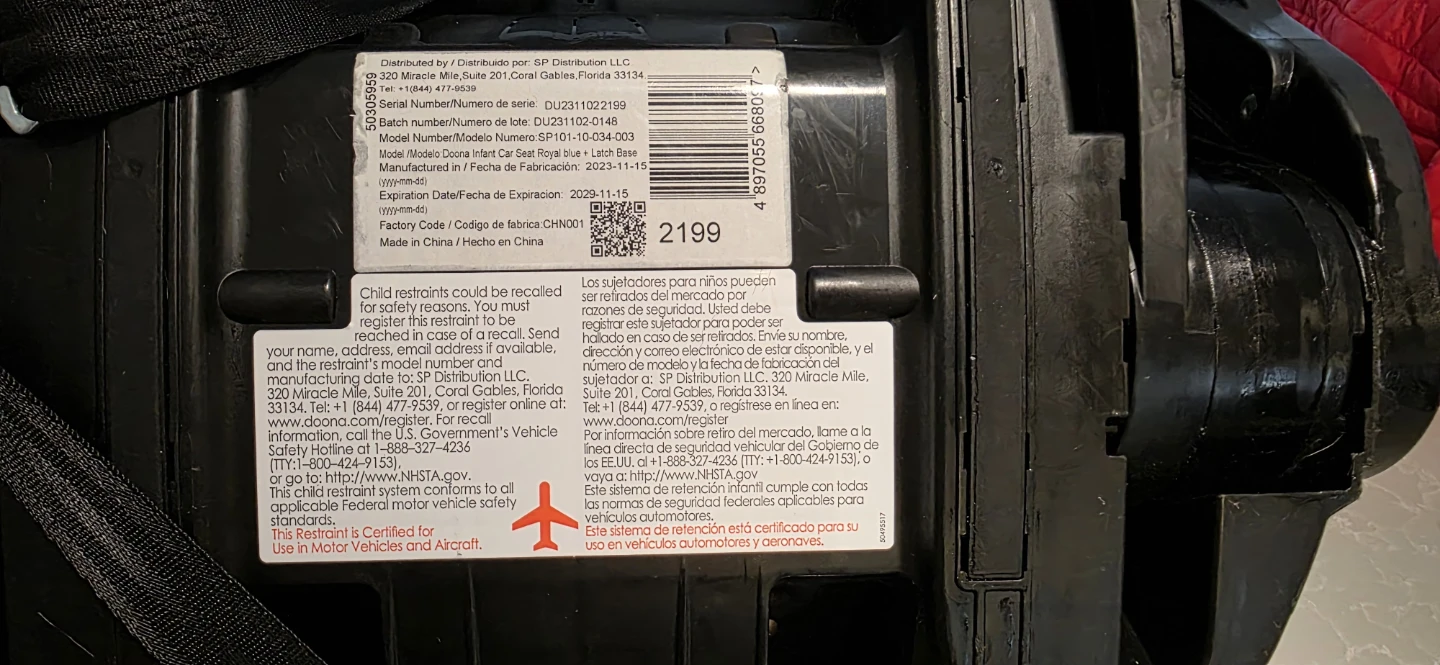 Distributed by / Distribuido por: SP Distribution LLC
320 Miracle Mile,Suite 201,Coral Gables,Florida 33134.
Tel: +1(844) 477-9539
Serial Number/Numero de serie: DU2311022199
Batch number/Numero de lote: DU231102-0148
Model Number/Modelo Numero:SP101-10-034-003
Model /Modelo Doona Infant Car Seat Royal blue + Latch Base
Manufactured in / Fecha de Fabricación: 2023-11-15
(yyyy-mm-dd)
Expiration Date/Fecha de Expiracion: 2029-11-15
(yyyy-mm-dd)
Factory Code / Codigo de fabrica:CHN001
Made in China / Hecho en China
50305959
4 897055 668097 >
2199
Child restraints could be recalled
for safety reasons. You must
register this restraint to be
reached in case of a recall. Send
your name, address, email address if available,
and the restraint's model number and
manufacturing date to: SP Distribution LLC.
320 Miracle Mile, Suite 201, Coral Gables, Florida
33134. Tel: +1 (844) 477-9539, or register online at:
www.doona.com/register. For recall
information, call the U.S. Government's Vehicle
Safety Hotline at 1-888-327-4236
(TTY:1-800-424-9153),
or go to: http://www.NHSTA.gov.
This child restraint system conforms to all
applicable Federal motor vehicle safety
standards.
This Restraint is Certified for
Use in Motor Vehicles and Aircraft.
Los sujetadores para niños pueden
ser retirados del mercado por
razones de seguridad. Usted debe
registrar este sujetador para poder ser
hallado en caso de ser retirados. Envíe su nombre,
dirección y correo electrónico de estar disponible, y el
número de modelo y la fecha de fabricación del
sujetador a: SP Distribution LLC. 320 Miracle Mile,
Suite 201, Coral Gables, Florida 33134.
Tel: +1 (844) 477-9539, o regístrese en línea en:
www.doona.com/register
Por información sobre retiro del mercado, llame a la
línea directa de seguridad vehicular del Gobierno de
los EE.UU. al +1-888-327-4236 (TTY: +1-800-424-9153), o
vaya a: http://www.NHSTA.gov
Este sistema de retención infantil cumple con todas
las normas de seguridad federales aplicables para
vehículos automotores.
Este sistema de retención está certificado para su
uso en vehículos automotores y aeronaves.
50495517